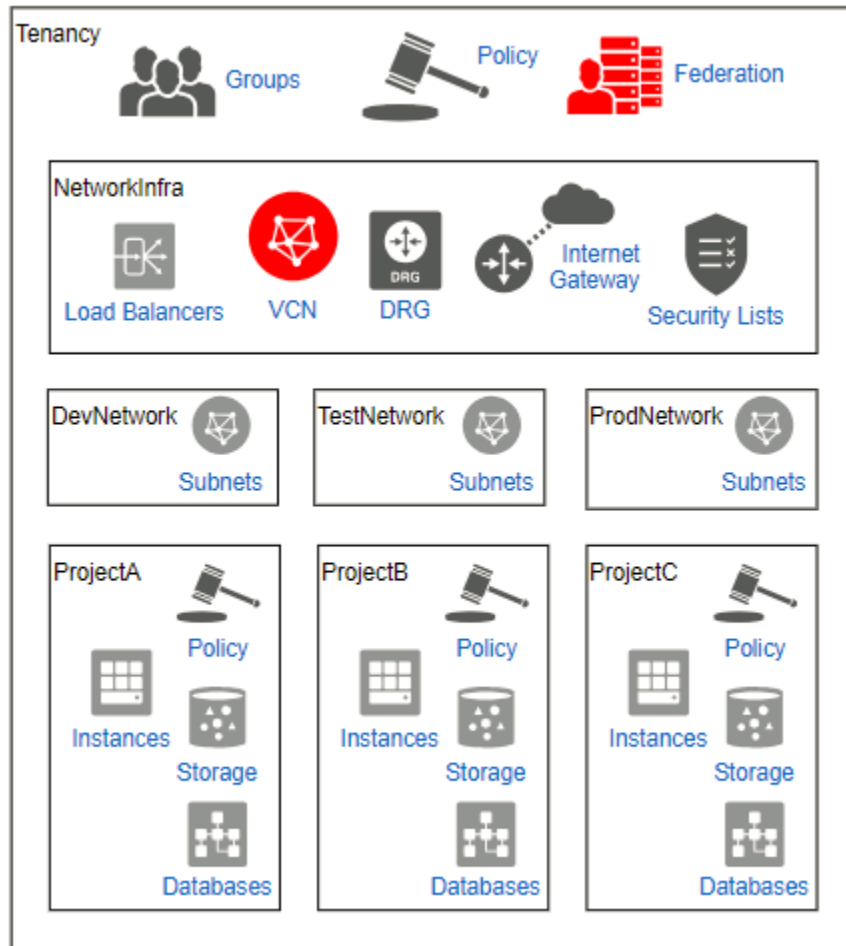 Tenancy
Groups
Policy
Federation
NetworkInfra
Load Balancers
VCN
DRG
DRG
Internet
Gateway
Security Lists
DevNetwork
Subnets
TestNetwork
Subnets
ProdNetwork
Subnets
ProjectA
Policy
Instances
Storage
Databases
ProjectB
Policy
Instances
Storage
Databases
ProjectC
Policy
Instances
Storage
Databases